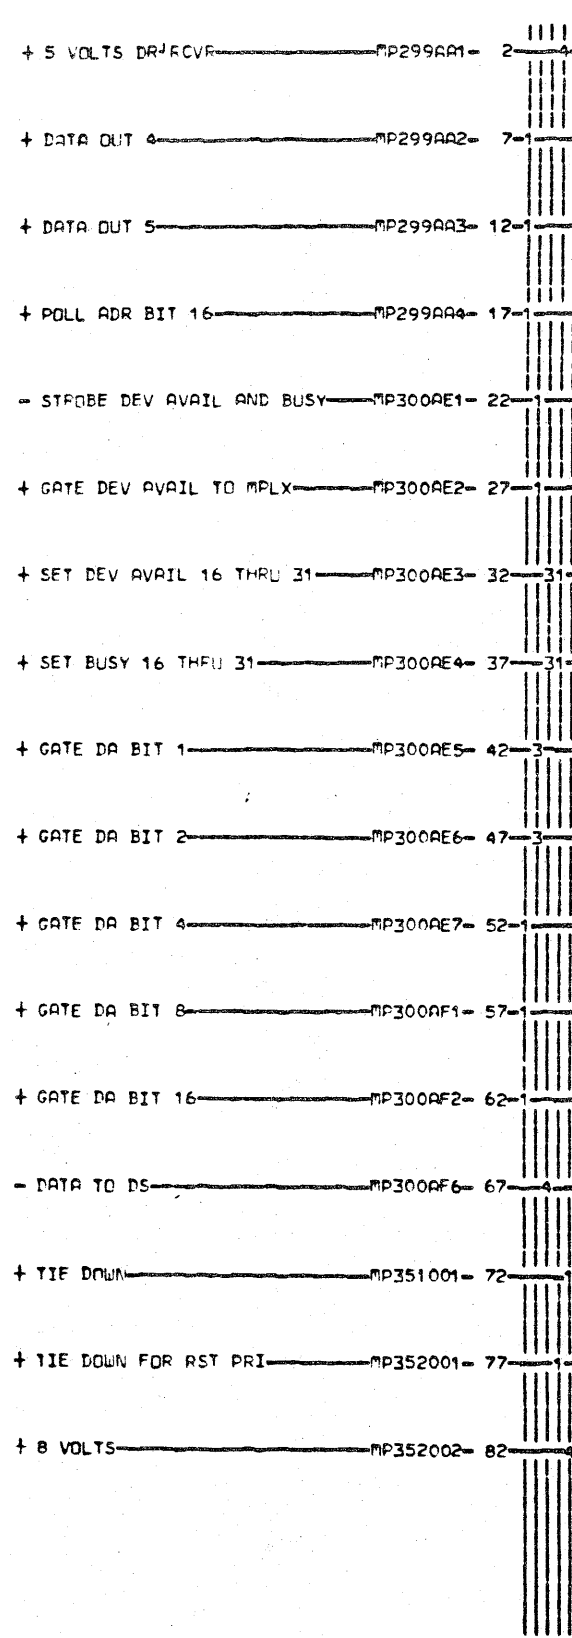 + 5 VOLTS DR/RCVR MP299AA1- 2 4
+ DATA OUT 4 MP299AA2- 7-1
+ DATA OUT 5 MP299AA3- 12-1
+ POLL ADR BIT 16 MP299AA4- 17-1
- STROBE DEV AVAIL AND BUSY MP300AE1- 22 1
+ GATE DEV AVAIL TO MPLX MP300AE2- 27 1
+ SET DEV AVAIL 16 THRU 31 MP300AE3- 32 31-
+ SET BUSY 16 THRU 31 MP300AE4- 37 31-
+ GATE DA BIT 1 MP300AE5- 42 3
+ GATE DA BIT 2 MP300AE6- 47 3
+ GATE DA BIT 4 MP300AE7- 52-1
+ GATE DA BIT 8 MP300AF1- 57-1
+ GATE DA BIT 16 MP300AF2- 62-1
- DATA TO DS MP300AF6- 67 4
+ TIE DOWN MP351001- 72 1
+ TIE DOWN FOR RST PRI MP352001- 77 1-
+ 8 VOLTS MP352002- 82 4